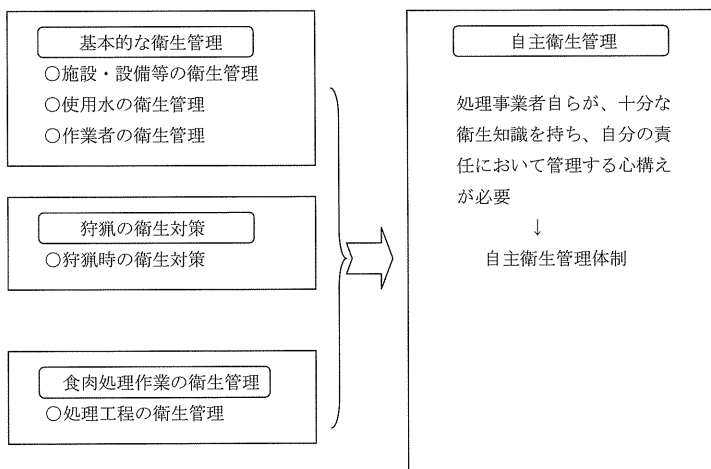 基本的な衛生管理
○施設・設備等の衛生管理
○使用水の衛生管理
○作業者の衛生管理
狩猟の衛生対策
○狩猟時の衛生対策
食肉処理作業の衛生管理
○処理工程の衛生管理
自主衛生管理
処理事業者自らが、十分な
衛生知識を持ち、自分の責
任において管理する心構え
が必要
↓
自主衛生管理体制